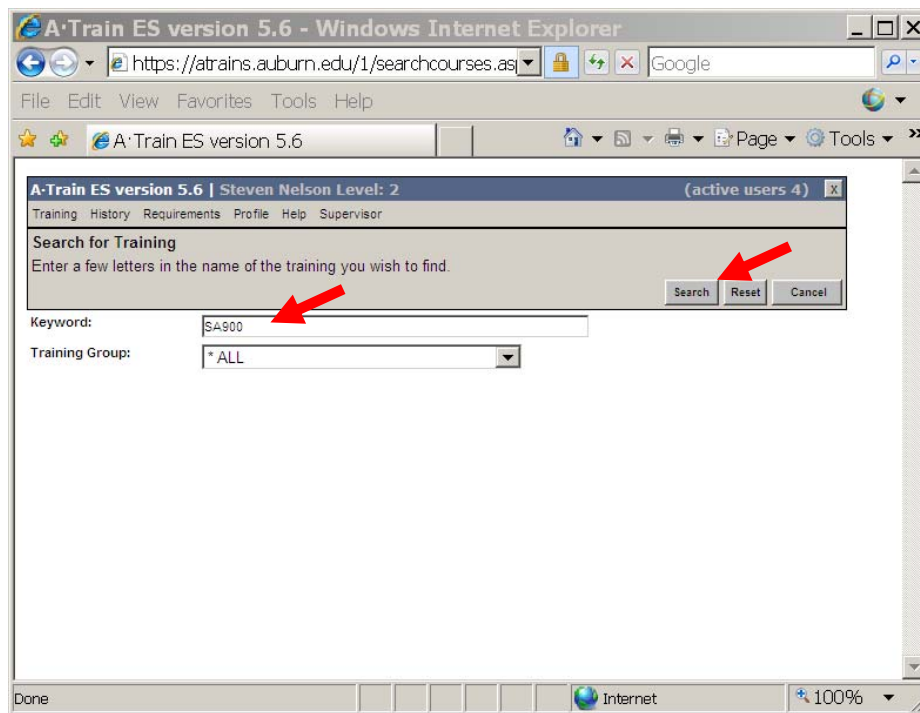 A·Train ES version 5.6 - Windows Internet Explorer
https://atrains.auburn.edu/1/searchcourses.as
Google
File Edit View Favorites Tools Help
A·Train ES version 5.6
Page Tools
A·Train ES version 5.6 | Steven Nelson Level: 2 (active users 4) X
Training History Requirements Profile Help Supervisor
Search for Training
Enter a few letters in the name of the training you wish to find.
Search Reset Cancel
Keyword: SA900
Training Group: * ALL
Done Internet 100%